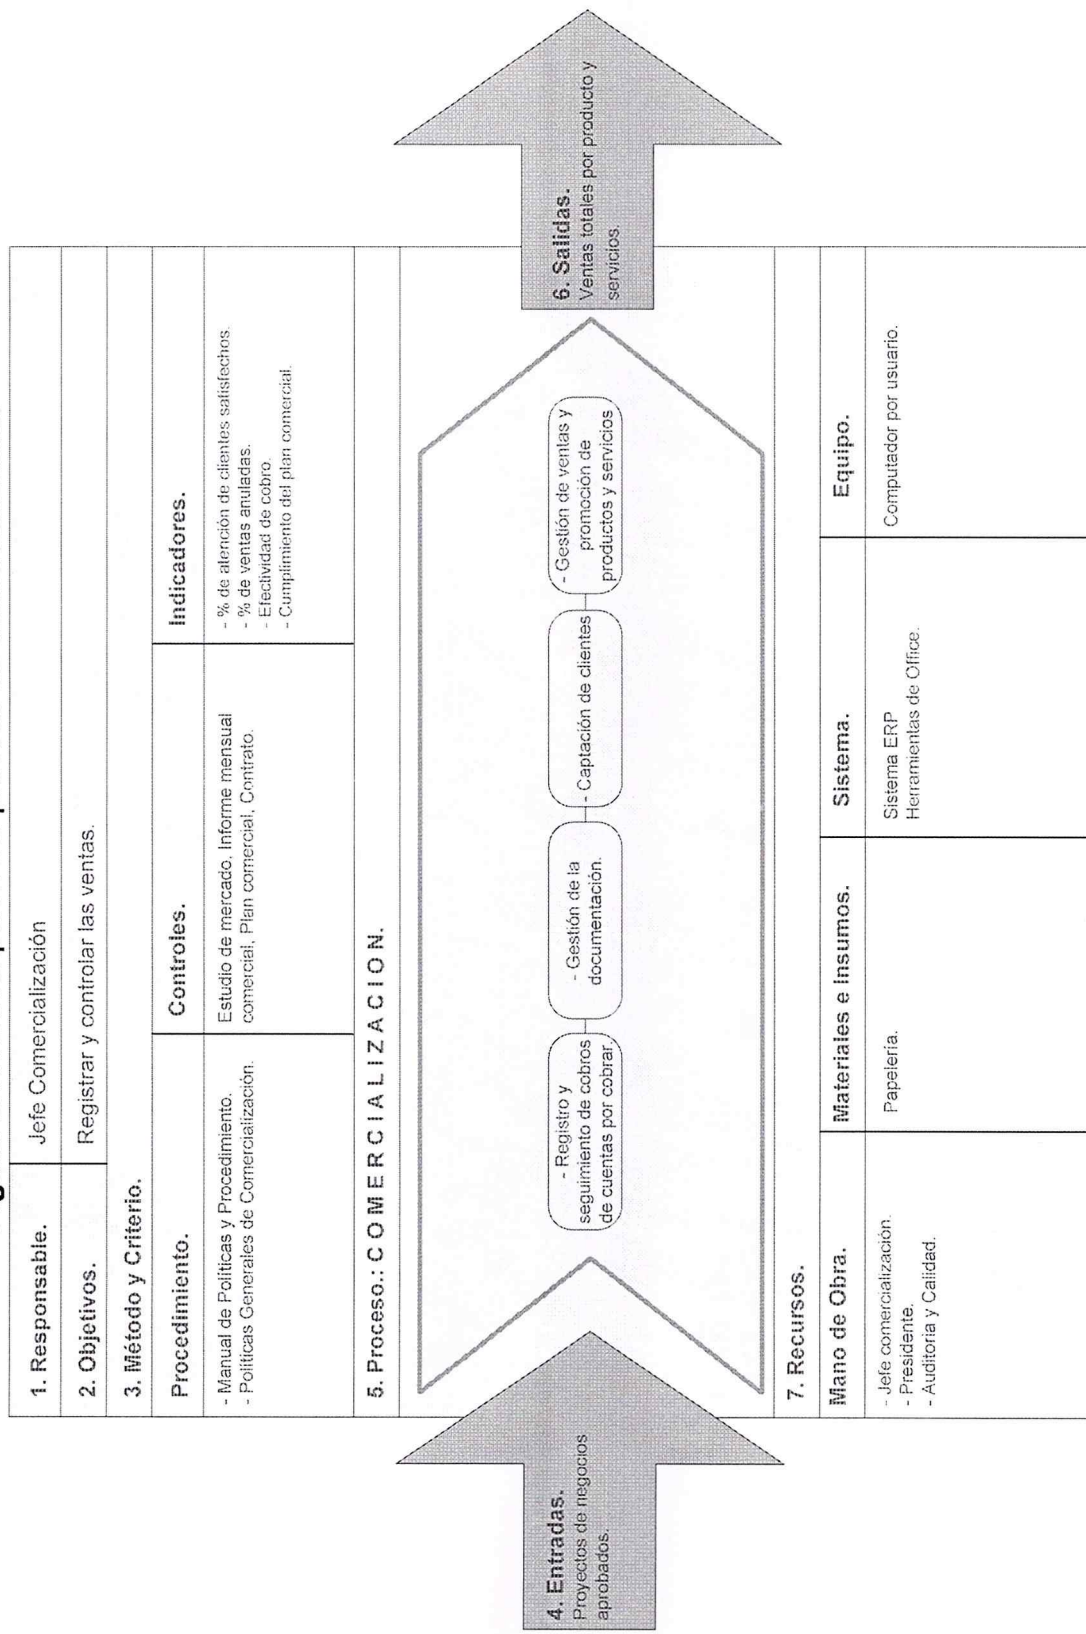 1. Responsable.
Jefe Comercialización
2. Objetivos.
Registrar y controlar las ventas.
3. Método y Criterio.
Procedimiento.
Controles.
Indicadores.
- Manual de Políticas y Procedimiento.
- Políticas Generales de Comercialización.
Estudio de mercado, Informe mensual
comercial, Plan comercial, Contrato.
- % de atención de clientes satisfechos.
- % de ventas anuladas.
- Efectividad de cobro.
- Cumplimiento del plan comercial.
5. Proceso.: COMERCIALIZACION.
4. Entradas.
Proyectos de negocios
aprobados.
- Registro y
seguimiento de cobros
de cuentas por cobrar.
- Gestión de la
documentación.
- Captación de clientes
- Gestión de ventas y
promoción de
productos y servicios
6. Salidas.
Ventas totales por producto y
servicios.
7. Recursos.
Mano de Obra.
Materiales e Insumos.
Sistema.
Equipo.
- Jefe comercialización.
- Presidente.
- Auditoria y Calidad.
Papelería.
Sistema ERP
Herramientas de Office.
Computador por usuario.